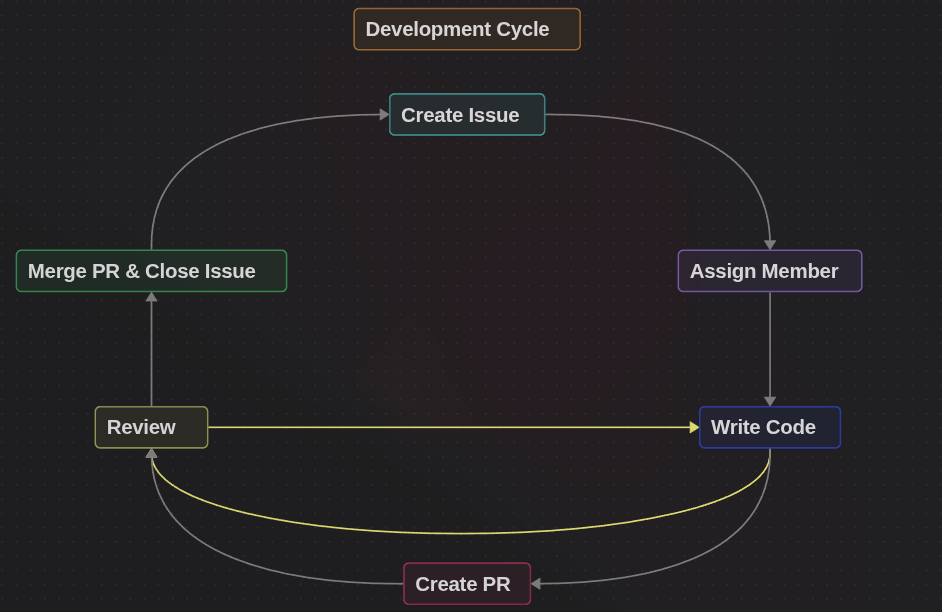 Development Cycle
Create Issue
Merge PR & Close Issue
Assign Member
Review
Write Code
Create PR